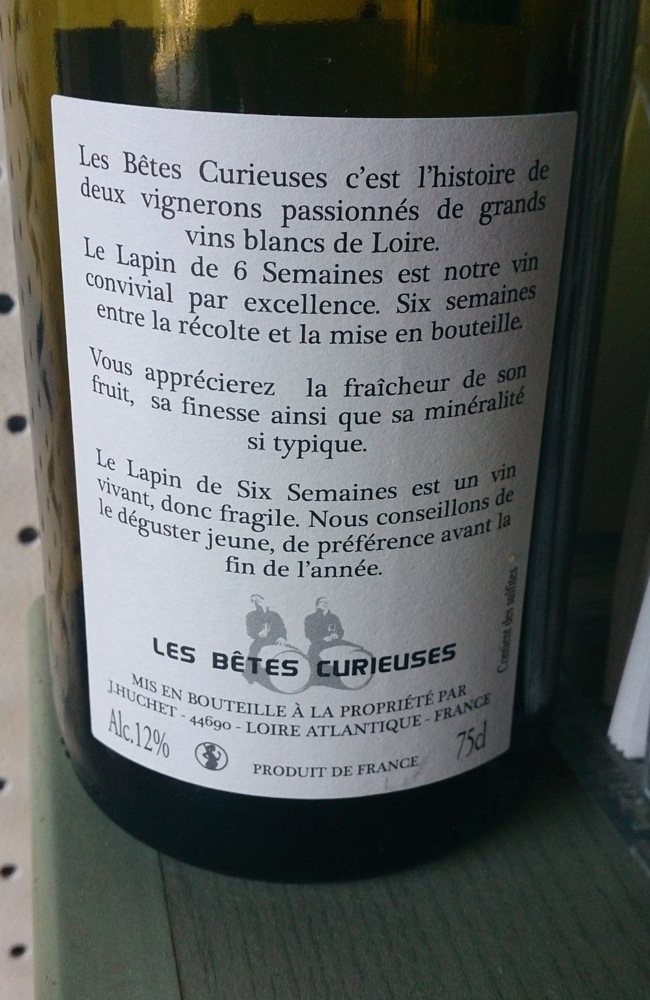 Les Bêtes Curieuses c'est l'histoire de
deux vignerons passionnés de grands
vins blancs de Loire.
Le Lapin de 6 Semaines est notre vin
convivial par excellence. Six semaines
entre la récolte et la mise en bouteille.
Vous apprécierez la fraîcheur de son
fruit, sa finesse ainsi que sa minéralité
si typique.
Le Lapin de Six Semaines est un vin
vivant, donc fragile. Nous conseillons de
le déguster jeune, de préférence avant la
fin de l'année.
Contient des sulfites
LES BÊTES CURIEUSES
MIS EN BOUTEILLE À LA PROPRIÉTÉ PAR
J.HUCHET - 44690 - LOIRE ATLANTIQUE - FRANCE
Alc.12%
PRODUIT DE FRANCE
75cl